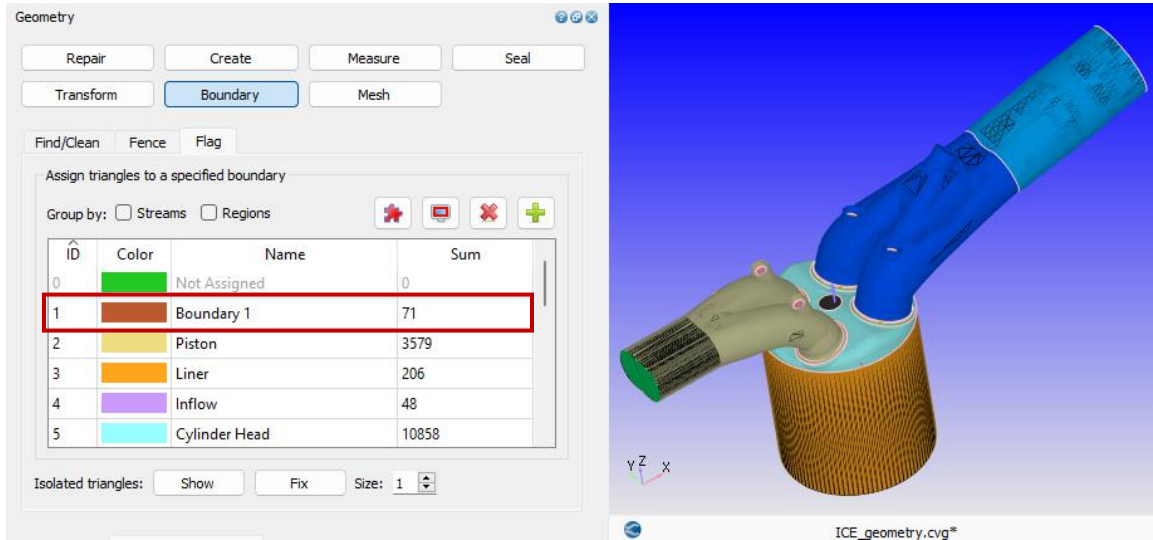 Geometry
Repair Create Measure Seal
Transform Boundary Mesh
Find/Clean Fence Flag
Assign triangles to a specified boundary
Group by: Streams Regions
ID Color Name Sum
0 Not Assigned 0
1 Boundary 1 71
2 Piston 3579
3 Liner 206
4 Inflow 48
5 Cylinder Head 10858
Isolated triangles: Show Fix Size: 1
Y Z X
ICE_geometry.cvg*